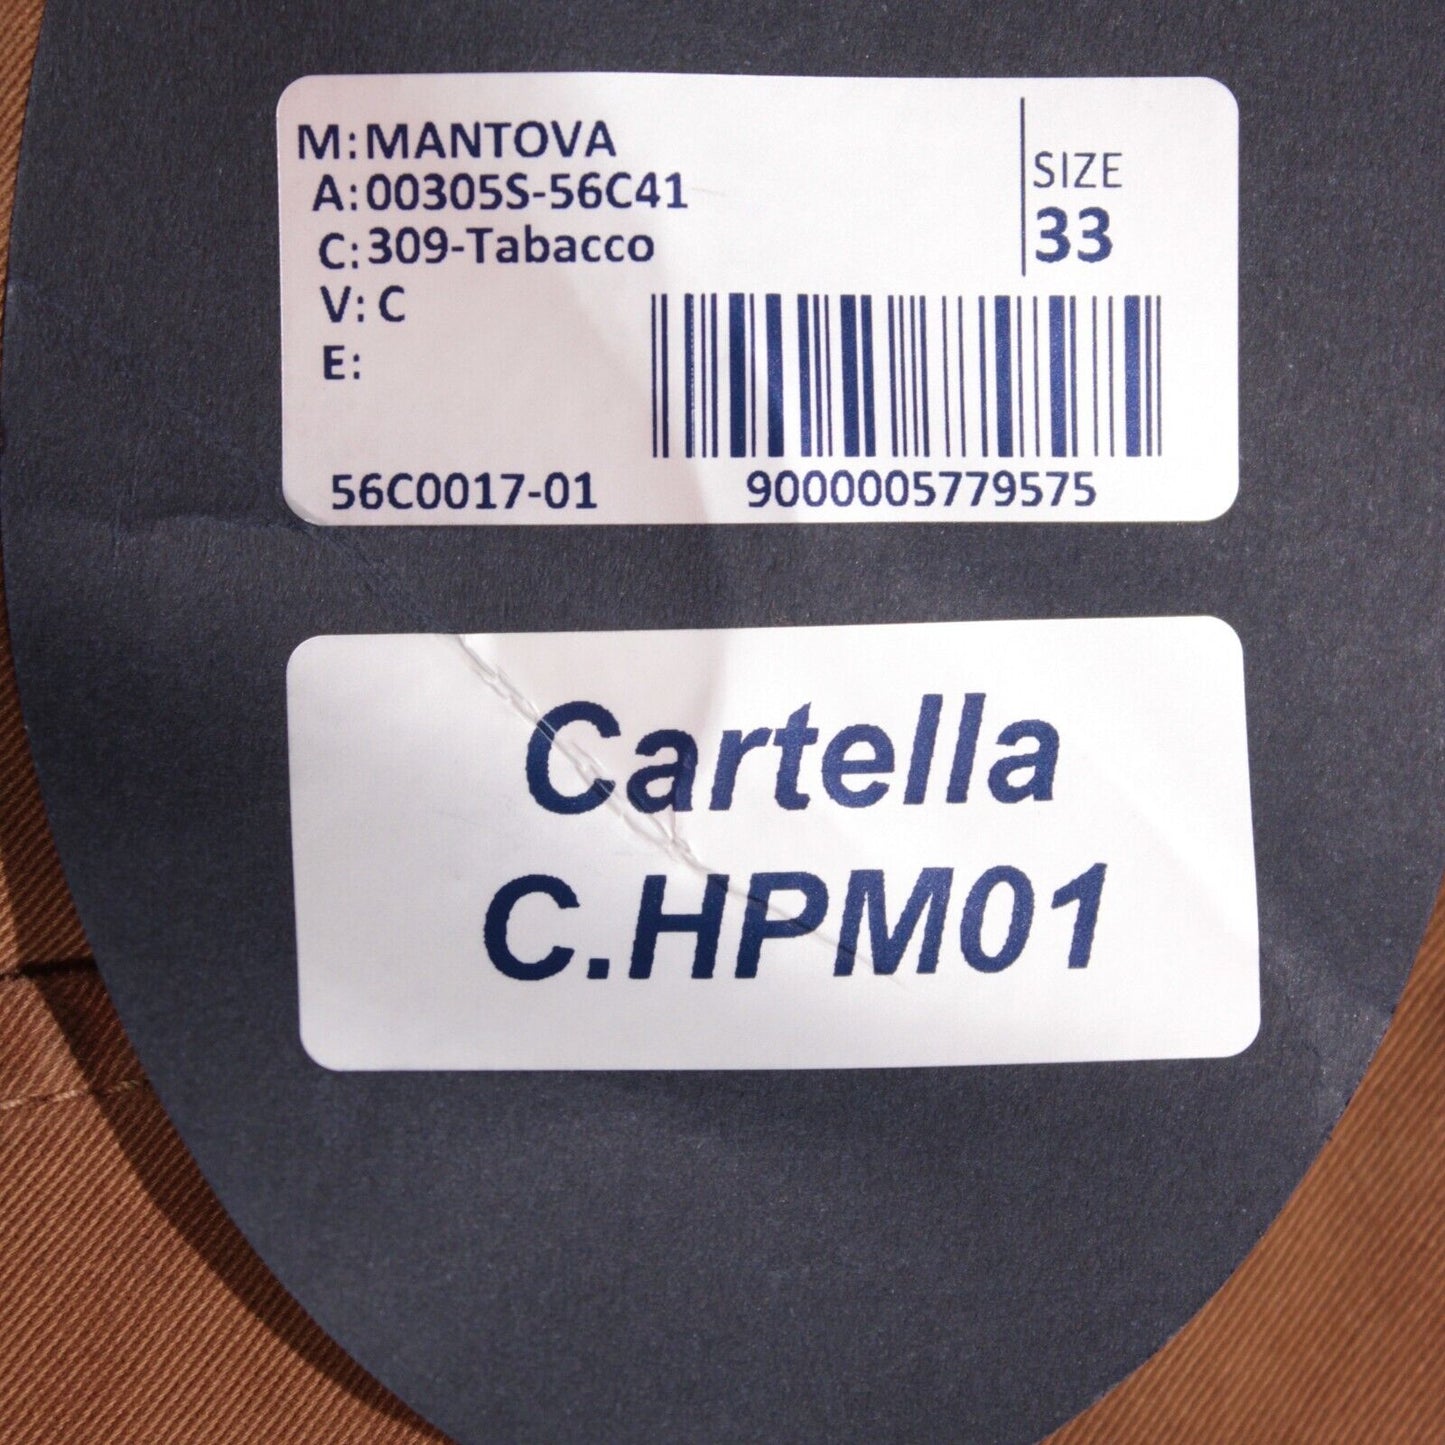 M: MANTOVA
A: 00305S-56C41
C: 309-Tabacco
V: C
E:
SIZE
33
56C0017-01
9000005779575
Cartella
C.HPM01